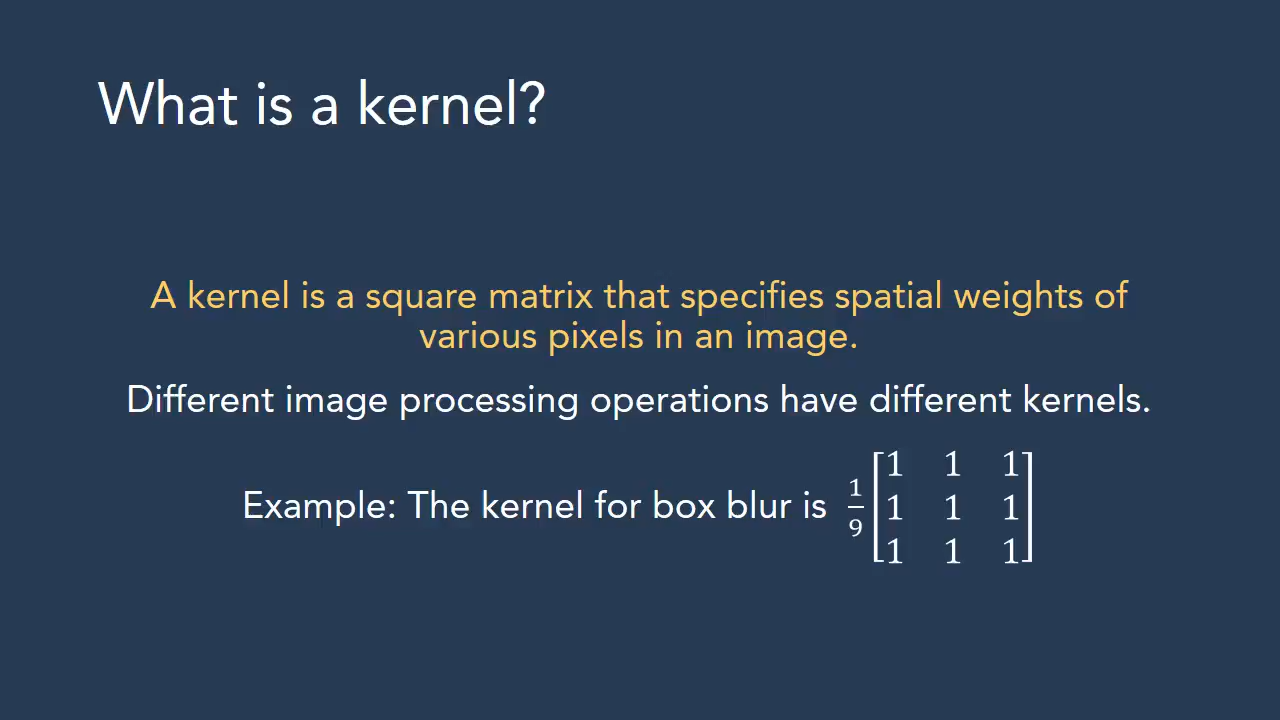 What is a kernel?
A kernel is a square matrix that specifies spatial weights of
various pixels in an image.
Different image processing operations have different kernels.
Example: The kernel for box blur is 1/9 [1 1 1
1 1 1
1 1 1]